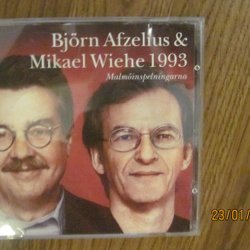 Björn Afzelius &
Mikael Wiehe 1993
Malmöinspelningarna
23/01/